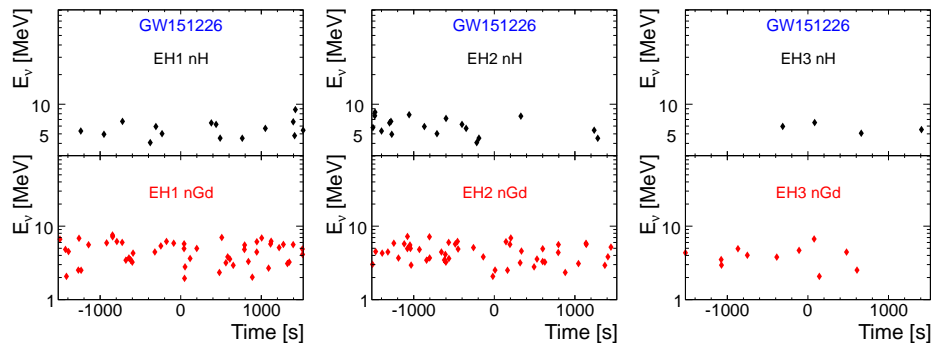 GW151226
EH1 nH
E_ν [MeV]
10
5
EH1 nGd
E_ν [MeV]
10
1
-1000 0 1000
Time [s]
GW151226
EH2 nH
E_ν [MeV]
10
5
EH2 nGd
E_ν [MeV]
10
1
-1000 0 1000
Time [s]
GW151226
EH3 nH
E_ν [MeV]
10
5
EH3 nGd
E_ν [MeV]
10
1
-1000 0 1000
Time [s]